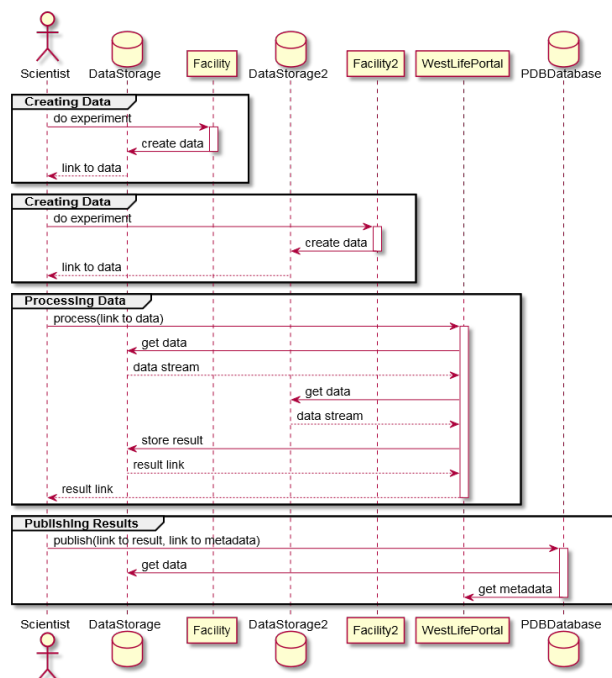 Scientist DataStorage Facility DataStorage2 Facility2 WestLifePortal PDBDatabase
Creating Data
do experiment
create data
link to data
Creating Data
do experiment
create data
link to data
Processing Data
process(link to data)
get data
data stream
get data
data stream
store result
result link
result link
Publishing Results
publish(link to result, link to metadata)
get data
get metadata
Scientist DataStorage Facility DataStorage2 Facility2 WestLifePortal PDBDatabase